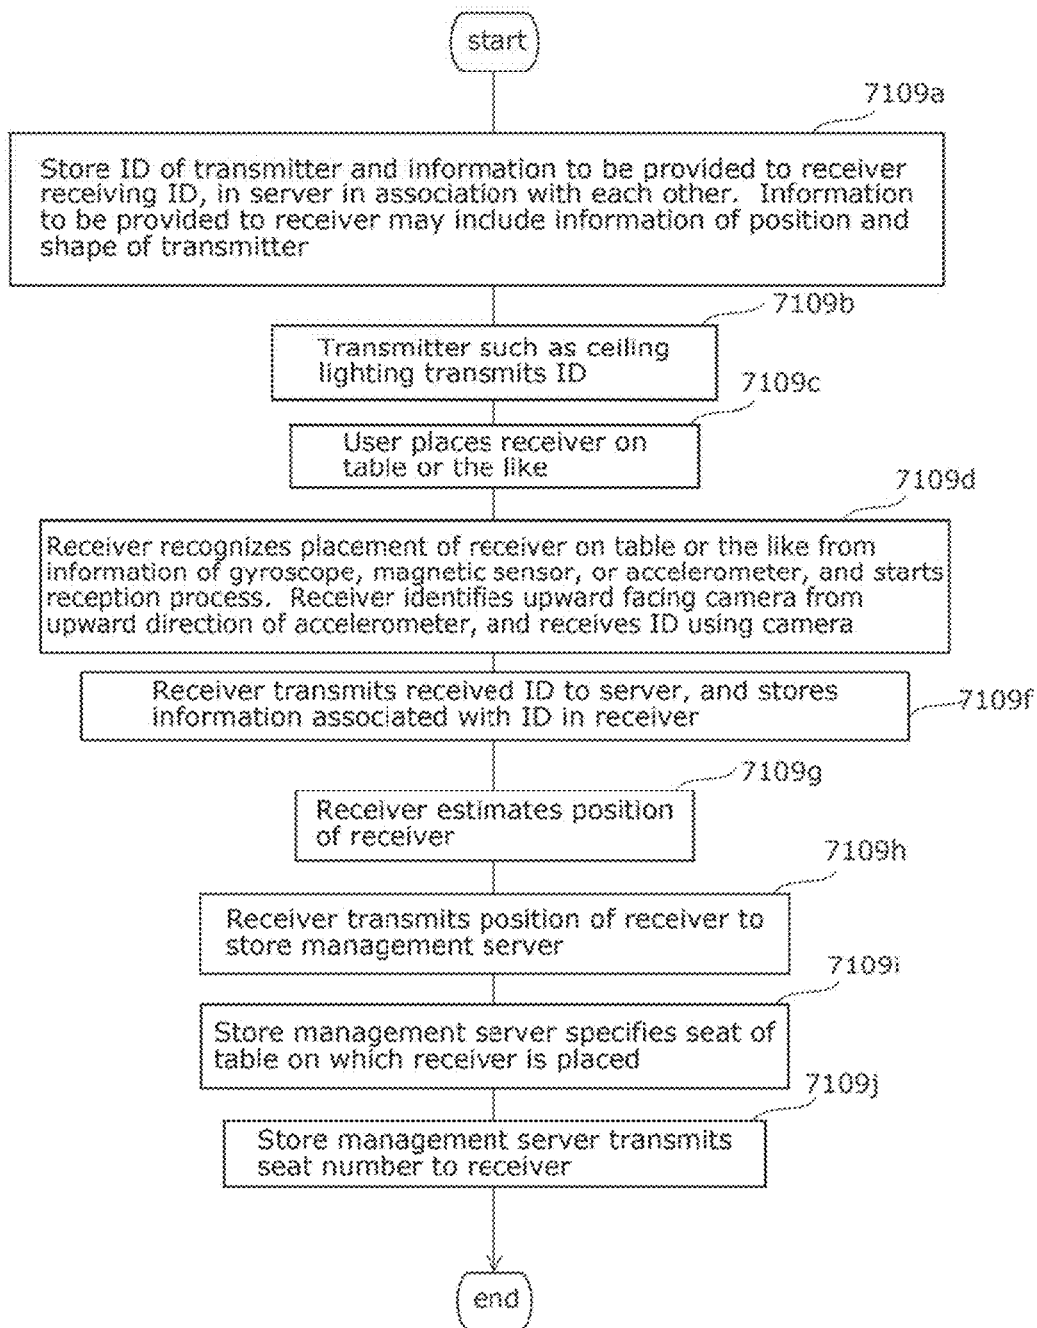 start
7109a
Store ID of transmitter and information to be provided to receiver
receiving ID, in server in association with each other. Information
to be provided to receiver may include information of position and
shape of transmitter
7109b
Transmitter such as ceiling
lighting transmits ID
7109c
User places receiver on
table or the like
7109d
Receiver recognizes placement of receiver on table or the like from
information of gyroscope, magnetic sensor, or accelerometer, and starts
reception process. Receiver identifies upward facing camera from
upward direction of accelerometer, and receives ID using camera
Receiver transmits received ID to server, and stores
information associated with ID in receiver
7109f
7109g
Receiver estimates position
of receiver
7109h
Receiver transmits position of receiver to
store management server
7109i
Store management server specifies seat of
table on which receiver is placed
7109j
Store management server transmits
seat number to receiver
end